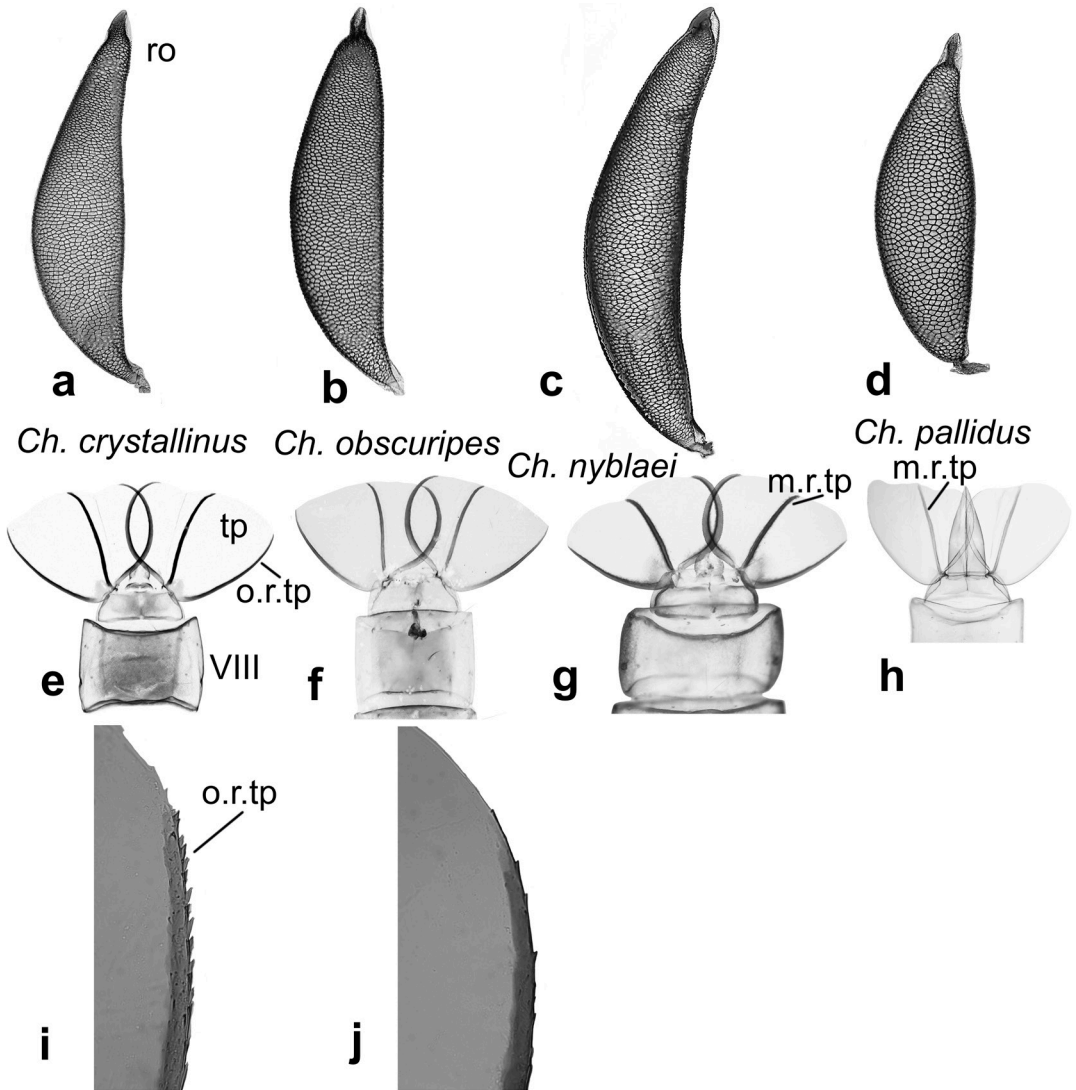 ro
a
b
c
d
Ch. crystallinus
Ch. obscuripes
Ch. nyblaei
Ch. pallidus
tp
o.r.tp
m.r.tp
m.r.tp
VIII
e
f
g
h
o.r.tp
i
j